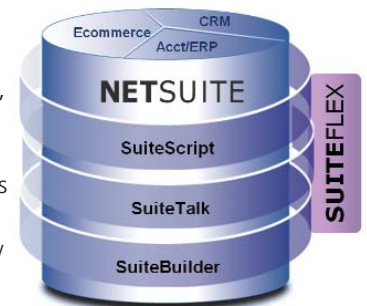 CRM
Ecommerce
Acct/ERP
NETSUITE
,
SuiteScript
SUITEFLEX
s
SuiteTalk
y
SuiteBuilder